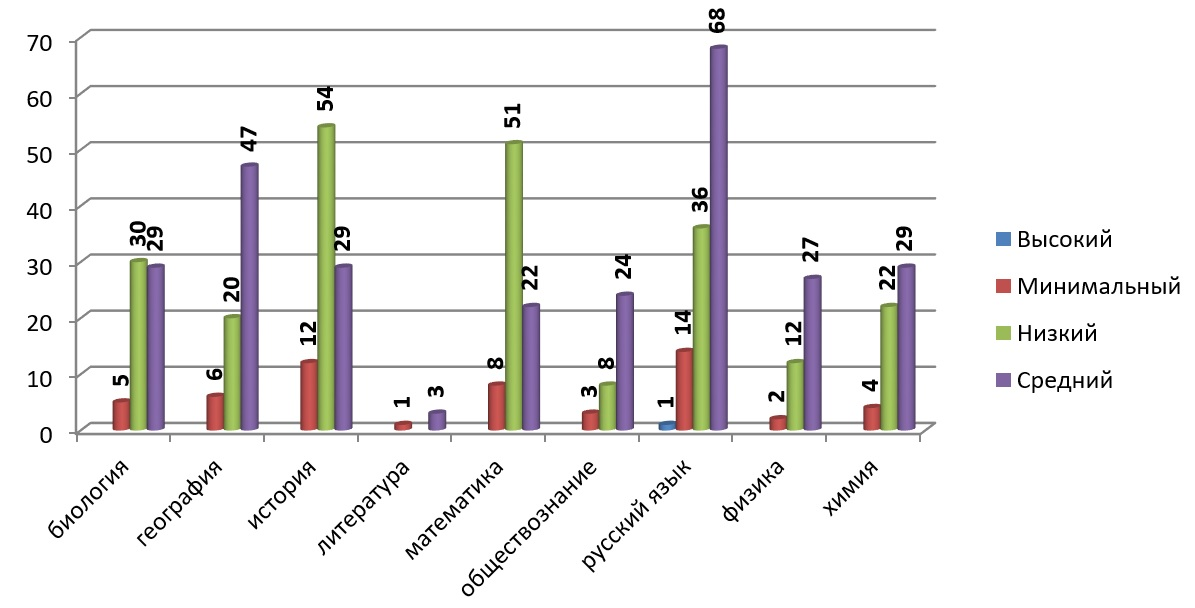 70
60
50
40
30
20
10
0
5
30
29
6
20
47
12
54
29
1
3
8
51
22
3
8
24
1
14
36
68
2
12
27
4
22
29
биология
география
история
литература
математика
обществознание
русский язык
физика
химия
Высокий
Минимальный
Низкий
Средний